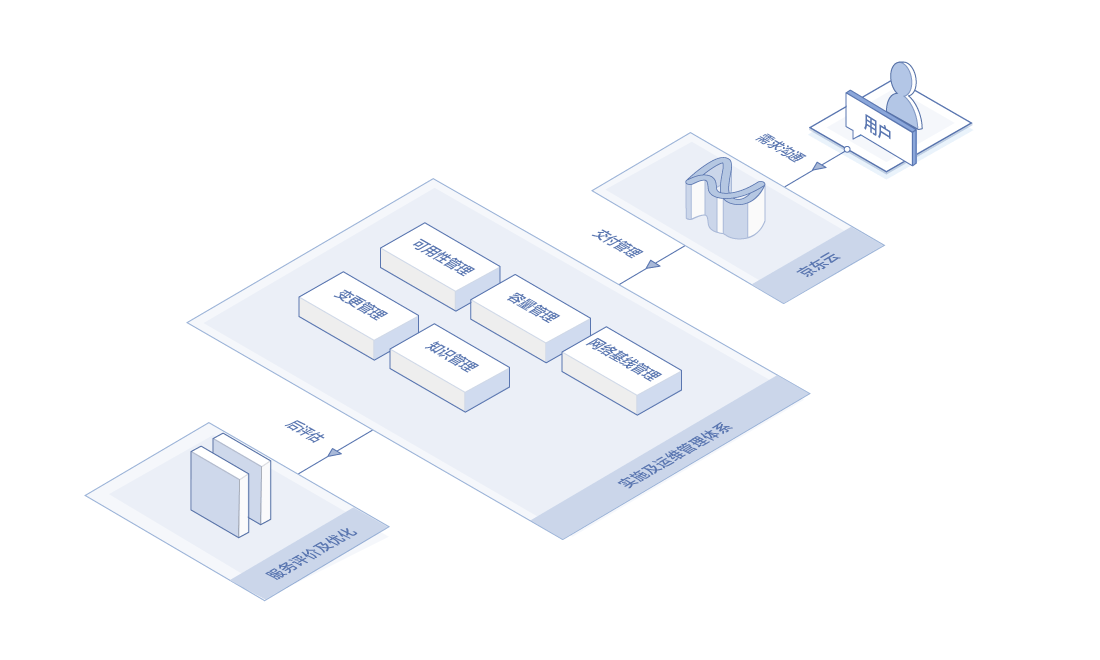 用户
需求沟通
京东云
交付管理
可用性管理
容量管理
变更管理
网络基线管理
知识管理
实施及运维管理体系
后评估
服务评价及优化